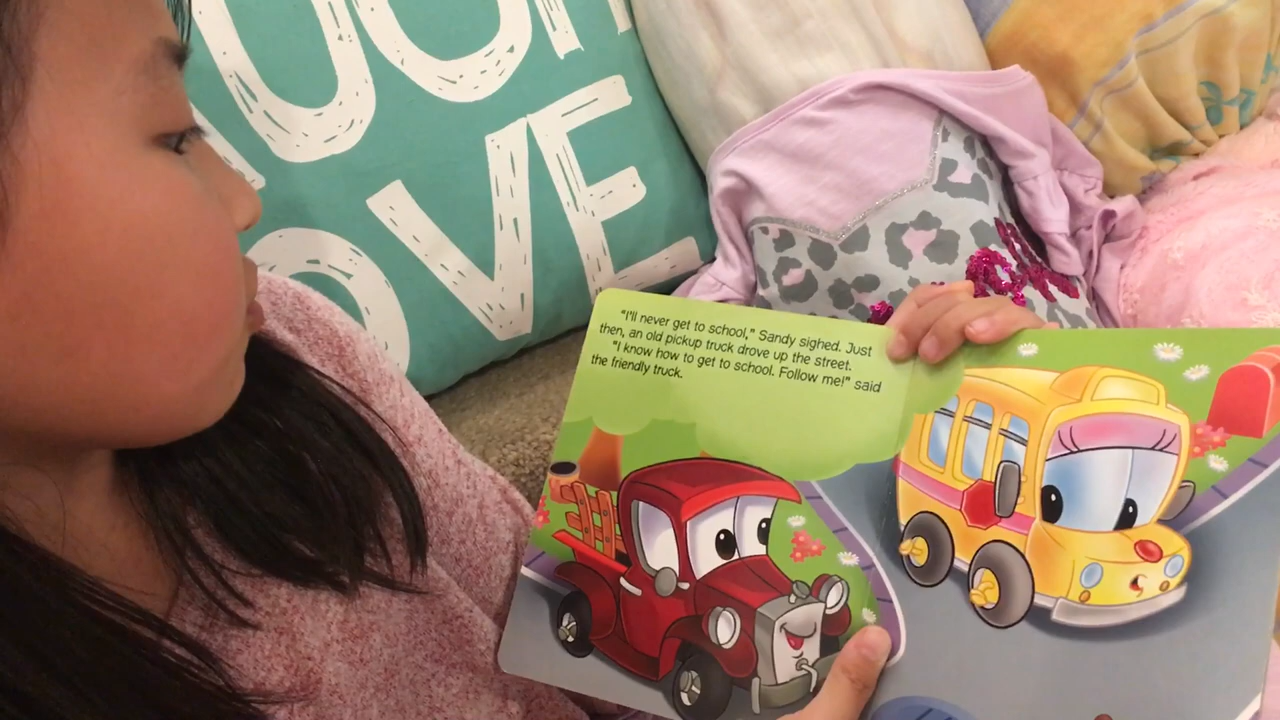 OVE
"I'll never get to school," Sandy sighed. Just
then, an old pickup truck drove up the street.
"I know how to get to school. Follow me!" said
the friendly truck.